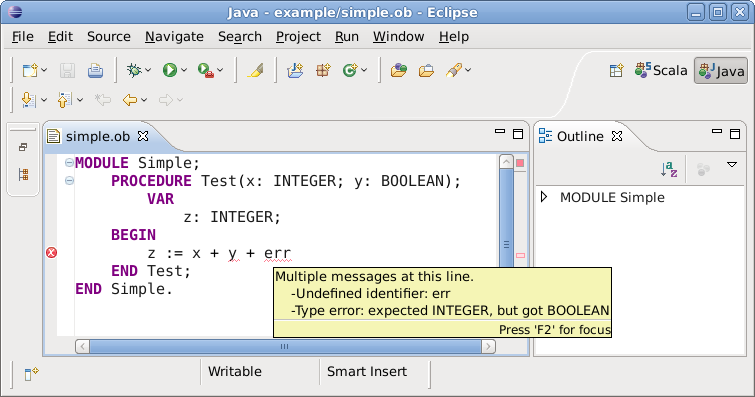 Java - example/simple.ob - Eclipse
File Edit Source Navigate Search Project Run Window Help
Scala Java
simple.ob
Outline
MODULE Simple;
PROCEDURE Test(x: INTEGER; y: BOOLEAN);
VAR
z: INTEGER;
BEGIN
z := x + y + err
END Test;
END Simple.
Multiple messages at this line.
-Undefined identifier: err
-Type error: expected INTEGER, but got BOOLEAN
Press 'F2' for focus
MODULE Simple
Writable Smart Insert